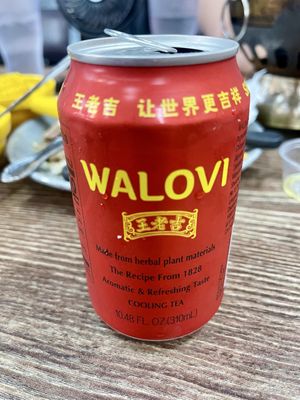 王老吉 让世界更吉祥
WALOVI
王老吉
Made from herbal plant materials
The Recipe From 1828
Aromatic & Refreshing Taste
COOLING TEA
10.48 FL. OZ.(310mL)